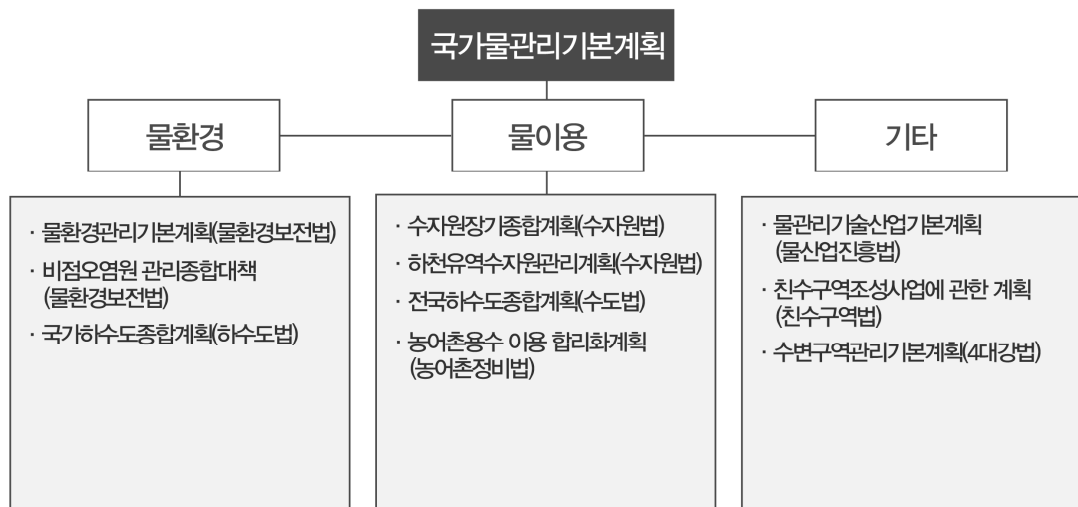 국가물관리기본계획
물환경
물이용
기타
· 물환경관리기본계획(물환경보전법)
· 비점오염원 관리종합대책
(물환경보전법)
· 국가하수도종합계획(하수도법)
· 수자원장기종합계획(수자원법)
· 하천유역수자원관리계획(수자원법)
· 전국하수도종합계획(수도법)
· 농어촌용수 이용 합리화계획
(농어촌정비법)
· 물관리기술산업기본계획
(물산업진흥법)
· 친수구역조성사업에 관한 계획
(친수구역법)
· 수변구역관리기본계획(4대강법)